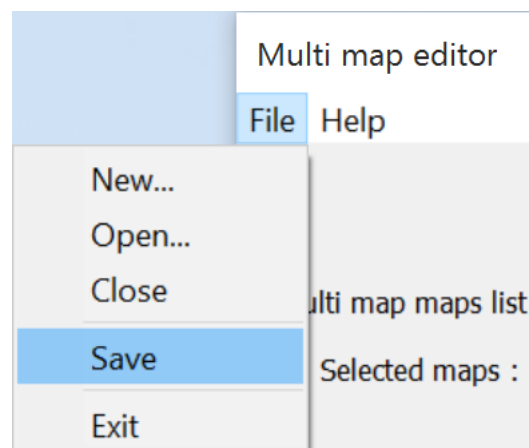 Multi map editor
File Help
New...
Open...
Close
ulti map maps list
Save
Selected maps :
Exit